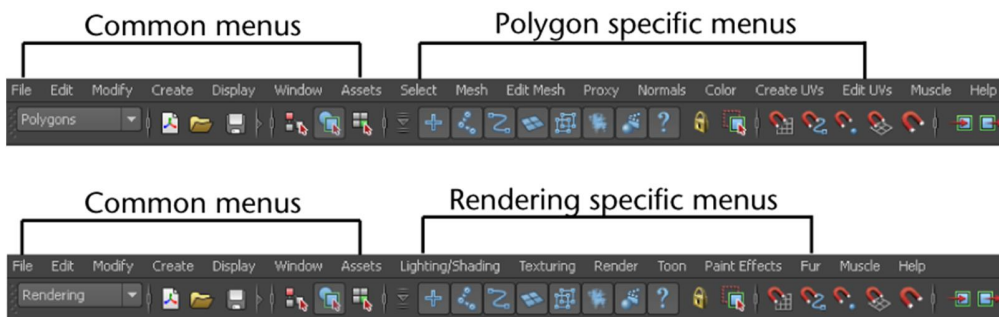 Common menus Polygon specific menus
File Edit Modify Create Display Window Assets Select Mesh Edit Mesh Proxy Normals Color Create UVs Edit UVs Muscle Help
Polygons
Common menus Rendering specific menus
File Edit Modify Create Display Window Assets Lighting/Shading Texturing Render Toon Paint Effects Fur Muscle Help
Rendering